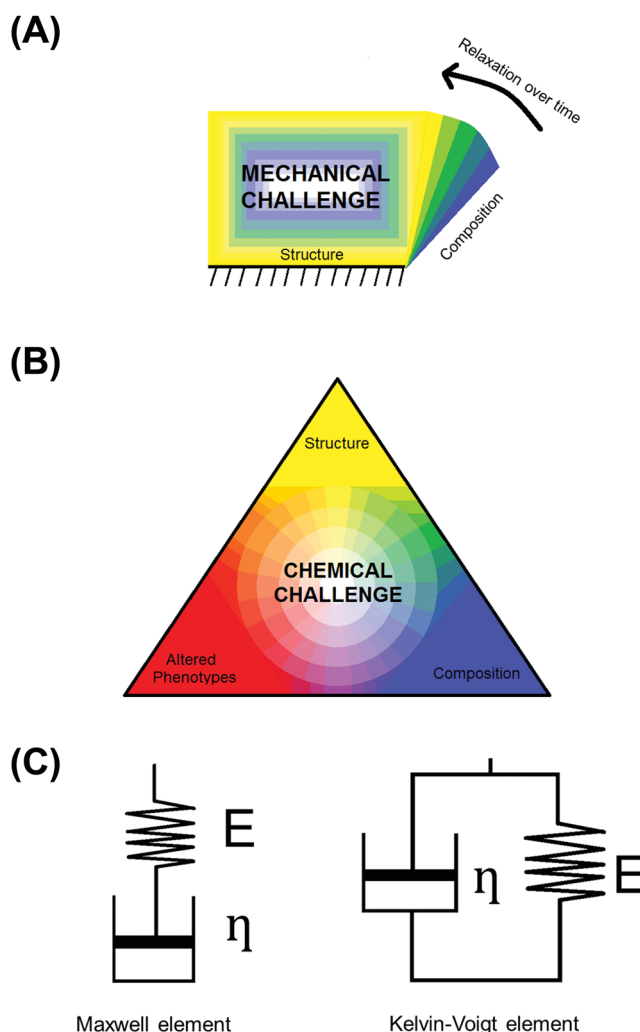 (A)
Relaxation over time
MECHANICAL
CHALLENGE
Structure
Composition
(B)
Structure
CHEMICAL
CHALLENGE
Altered
Phenotypes
Composition
(C)
E
η
η
E
Maxwell element
Kelvin-Voigt element